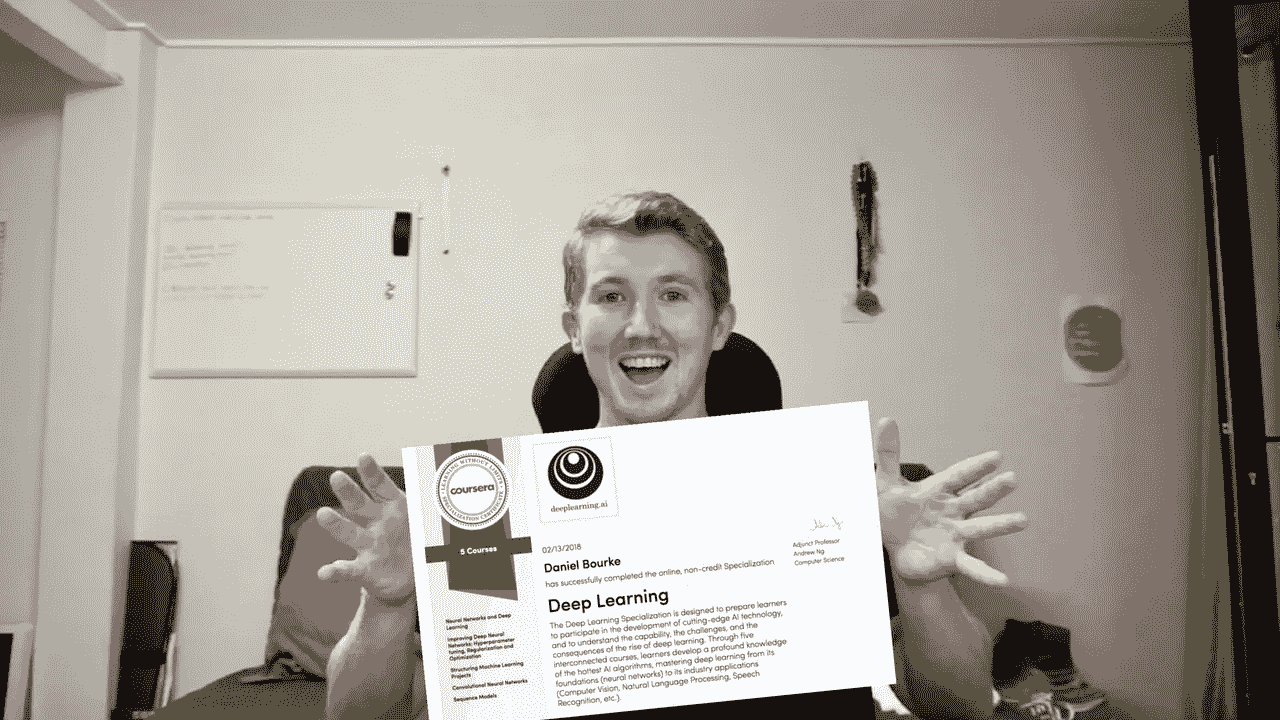 LEARNING WITHOUT LIMITS
coursera
SPECIALIZATION CERTIFICATE
5 Courses
Neural Networks and Deep
Learning
Improving Deep Neural
Networks: Hyperparameter
tuning, Regularization and
Optimization
Structuring Machine Learning
Projects
Convolutional Neural Networks
Sequence Models
deeplearning.ai
02/13/2018
Daniel Bourke
has successfully completed the online, non-credit Specialization
Deep Learning
The Deep Learning Specialization is designed to prepare learners
to participate in the development of cutting-edge AI technology,
and to understand the capability, the challenges, and the
consequences of the rise of deep learning. Through five
interconnected courses, learners develop a profound knowledge
of the hottest AI algorithms, mastering deep learning from its
foundations (neural networks) to its industry applications
(Computer Vision, Natural Language Processing, Speech
Recognition, etc.).
Adjunct Professor
Andrew Ng
Computer Science